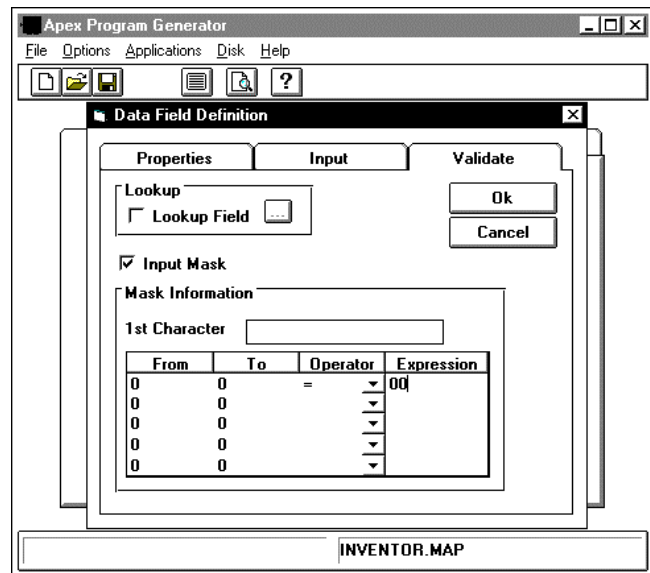 Apex Program Generator
File Options Applications Disk Help
?
Data Field Definition
Properties Input Validate
Lookup
Lookup Field ...
Ok
Cancel
Input Mask
Mask Information
1st Character
From To Operator Expression
0 0 = 00
0 0
0 0
0 0
0 0
INVENTOR.MAP